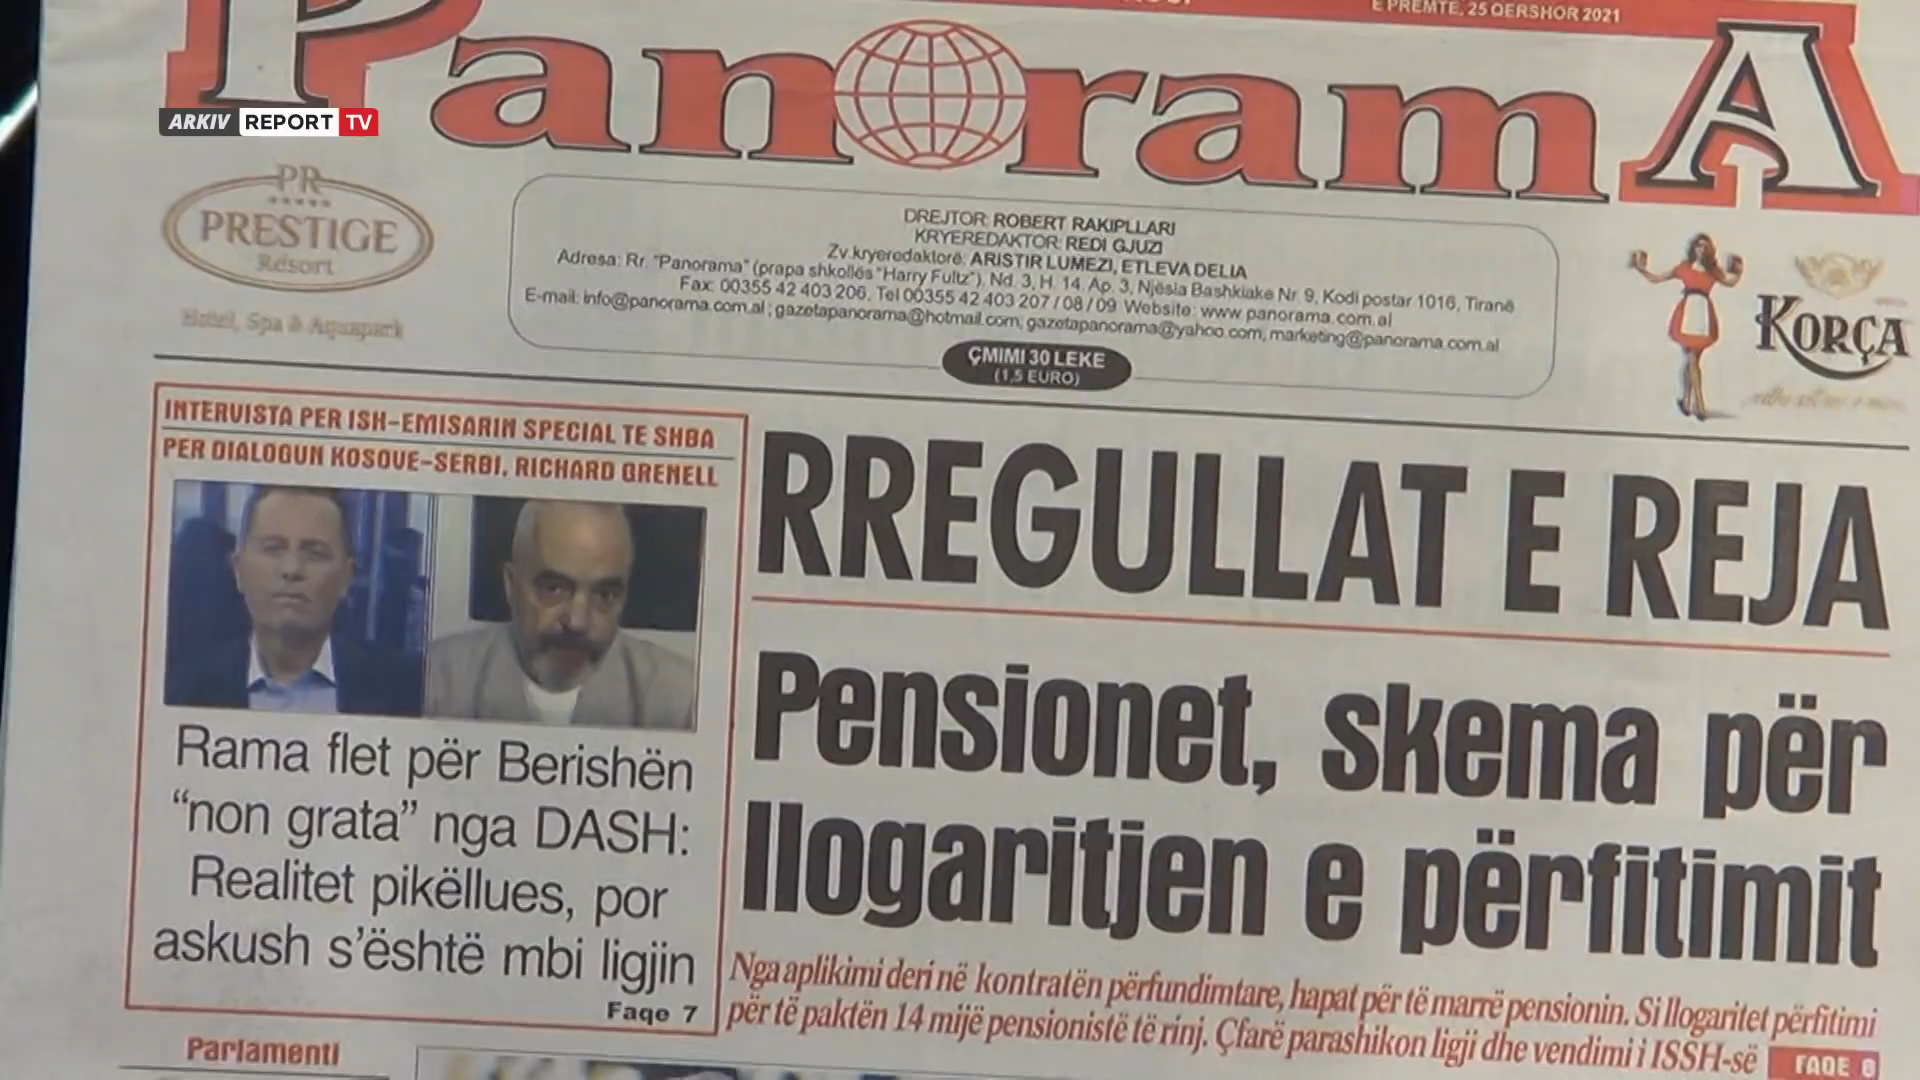 E PREMTE, 25 QERSHOR 2021
PanoramA
ARKIV REPORT TV
PR
PRESTIGE
Resort
Hotel, Spa & Aquapark
DREJTOR: ROBERT RAKIPLLARI
KRYEREDAKTOR: REDI GJUZI
Zv.kryeredaktorë: ARISTIR LUMEZI, ETLEVA DELIA
Adresa: Rr. "Panorama" (prapa shkollës "Harry Fultz"), Nd. 3, H. 14, Ap. 3, Njësia Bashkiake Nr. 9, Kodi postar 1016, Tiranë
Fax: 00355 42 403 206, Tel 00355 42 403 207 / 08 / 09 Website: www.panorama.com.al
E-mail: info@panorama.com.al ; gazetapanorama@hotmail.com; gazetapanorama@yahoo.com, marketing@panorama.com.al
ÇMIMI 30 LEKE
(1,5 EURO)
KORÇA
INTERVISTA PER ISH-EMISARIN SPECIAL TE SHBA
PER DIALOGUN KOSOVE-SERBI, RICHARD GRENELL
Rama flet për Berishën
“non grata” nga DASH:
Realitet pikëllues, por
askush s’është mbi ligjin
Faqe 7
RREGULLAT E REJA
Pensionet, skema për
llogaritjen e përfitimit
Nga aplikimi deri në kontratën përfundimtare, hapat për të marrë pensionin. Si llogaritet përfitimi
për të paktën 14 mijë pensionistë të rinj. Çfarë parashikon ligji dhe vendimi i ISSH-së
FAQE 8
Parlamenti